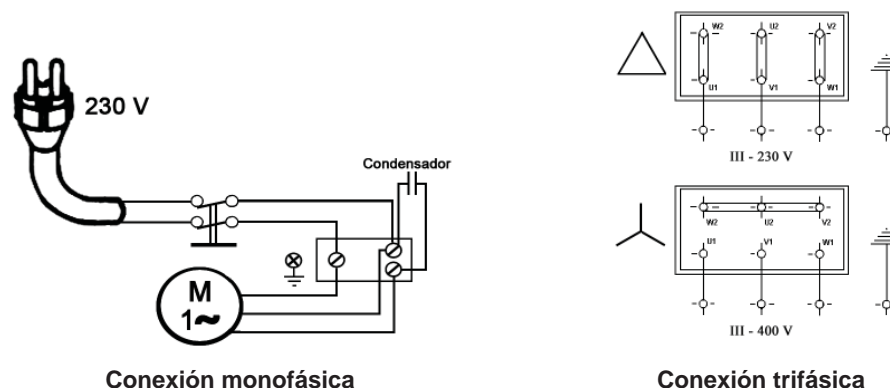 230 V
Condensador
M
1~
Conexión monofásica
W2 U2 V2
U1 V1 W1
III - 230 V
W2 U2 V2
U1 V1 W1
III - 400 V
Conexión trifásica